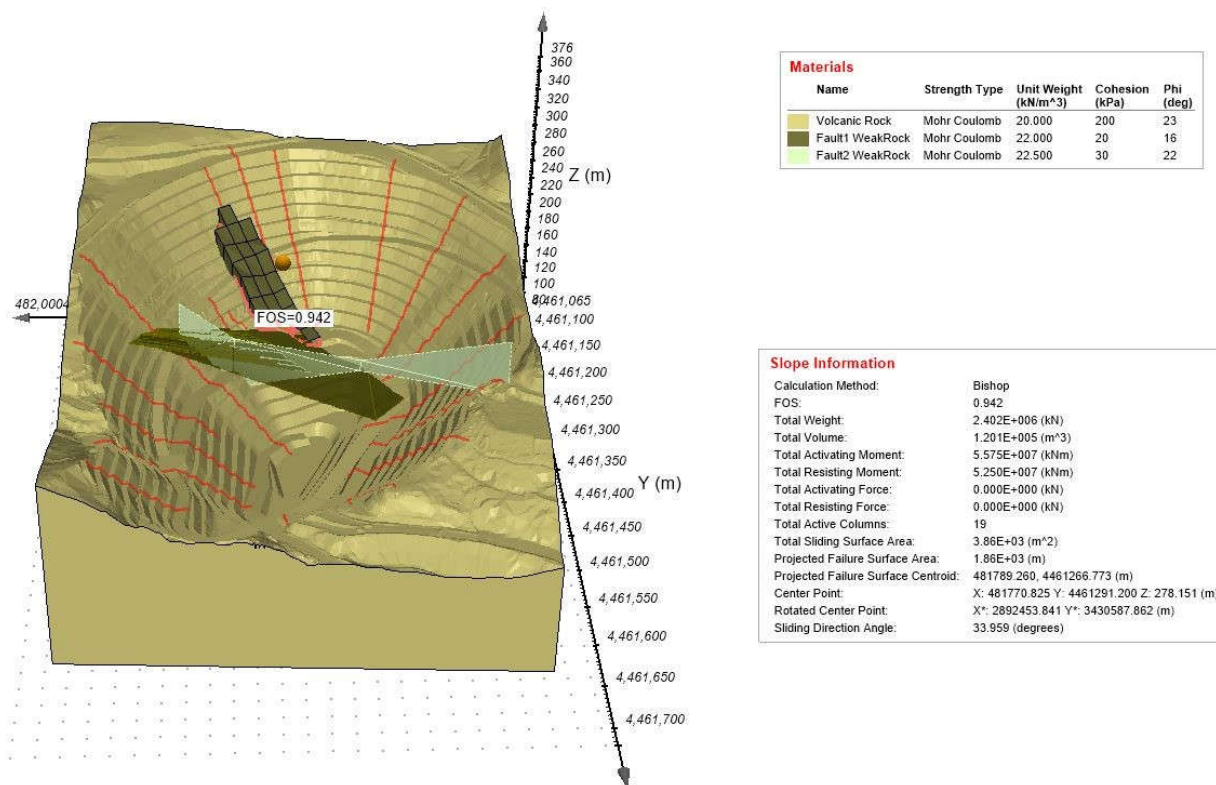 376
360
340
320
300
280
260
240
220
200
180
160
140
120
100
Z (m)
482,0004
4,461,065
4,461,100
4,461,150
4,461,200
4,461,250
4,461,300
4,461,350
4,461,400
4,461,450
4,461,500
4,461,550
4,461,600
4,461,650
4,461,700
Y (m)
FOS=0.942
Materials
Name Strength Type Unit Weight (kN/m^3) Cohesion (kPa) Phi (deg)
Volcanic Rock Mohr Coulomb 20.000 200 23
Fault1 WeakRock Mohr Coulomb 22.000 20 16
Fault2 WeakRock Mohr Coulomb 22.500 30 22
Slope Information
Calculation Method: Bishop
FOS: 0.942
Total Weight: 2.402E+006 (kN)
Total Volume: 1.201E+005 (m^3)
Total Activating Moment: 5.575E+007 (kNm)
Total Resisting Moment: 5.250E+007 (kNm)
Total Activating Force: 0.000E+000 (kN)
Total Resisting Force: 0.000E+000 (kN)
Total Active Columns: 19
Total Sliding Surface Area: 3.86E+03 (m^2)
Projected Failure Surface Area: 1.86E+03 (m)
Projected Failure Surface Centroid: 481789.260, 4461266.773 (m)
Center Point: X: 481770.825 Y: 4461291.200 Z: 278.151 (m)
Rotated Center Point: X*: 2892453.841 Y*: 3430587.862 (m)
Sliding Direction Angle: 33.959 (degrees)